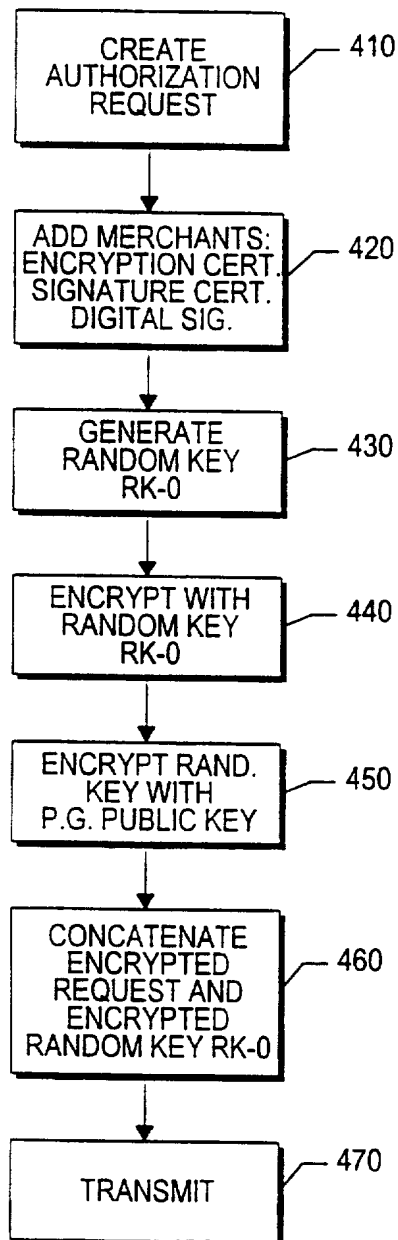 CREATE
AUTHORIZATION
REQUEST
410
ADD MERCHANTS:
ENCRYPTION CERT.
SIGNATURE CERT.
DIGITAL SIG.
420
GENERATE
RANDOM KEY
RK-0
430
ENCRYPT WITH
RANDOM KEY
RK-0
440
ENCRYPT RAND.
KEY WITH
P.G. PUBLIC KEY
450
CONCATENATE
ENCRYPTED
REQUEST AND
ENCRYPTED
RANDOM KEY RK-0
460
TRANSMIT
470